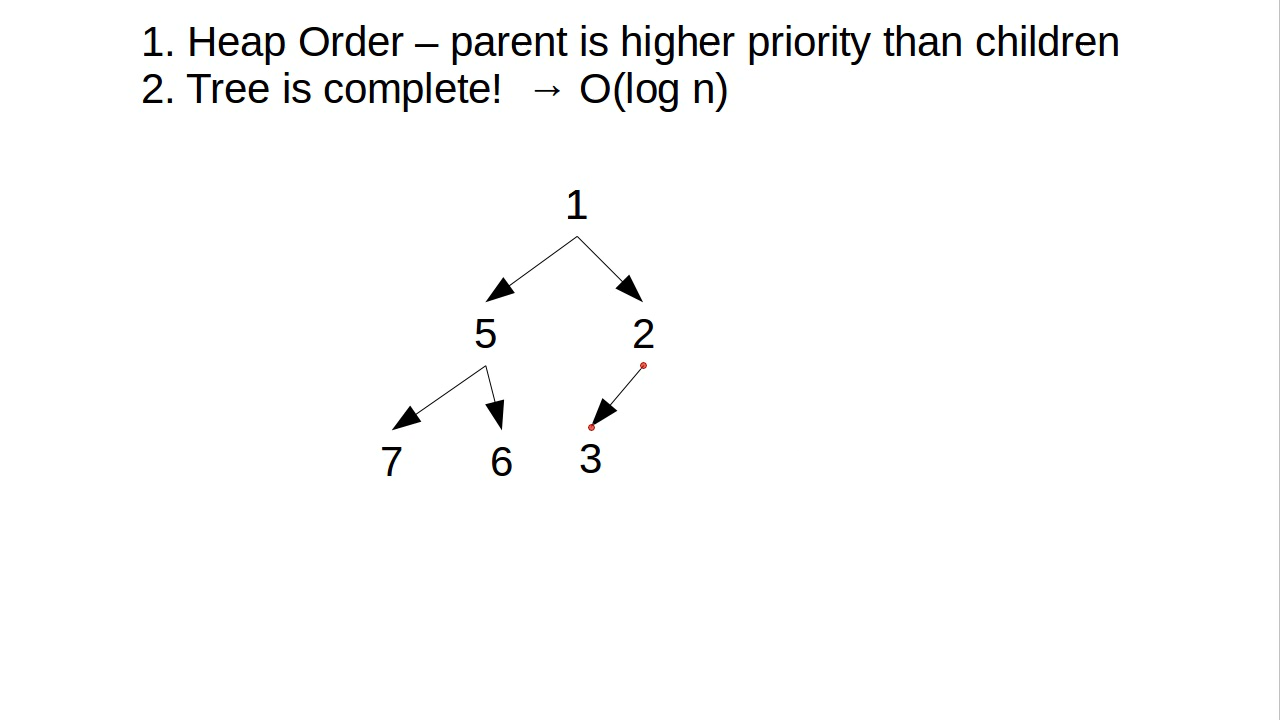 1. Heap Order – parent is higher priority than children
2. Tree is complete! → O(log n)
1
5 2
7 6 3